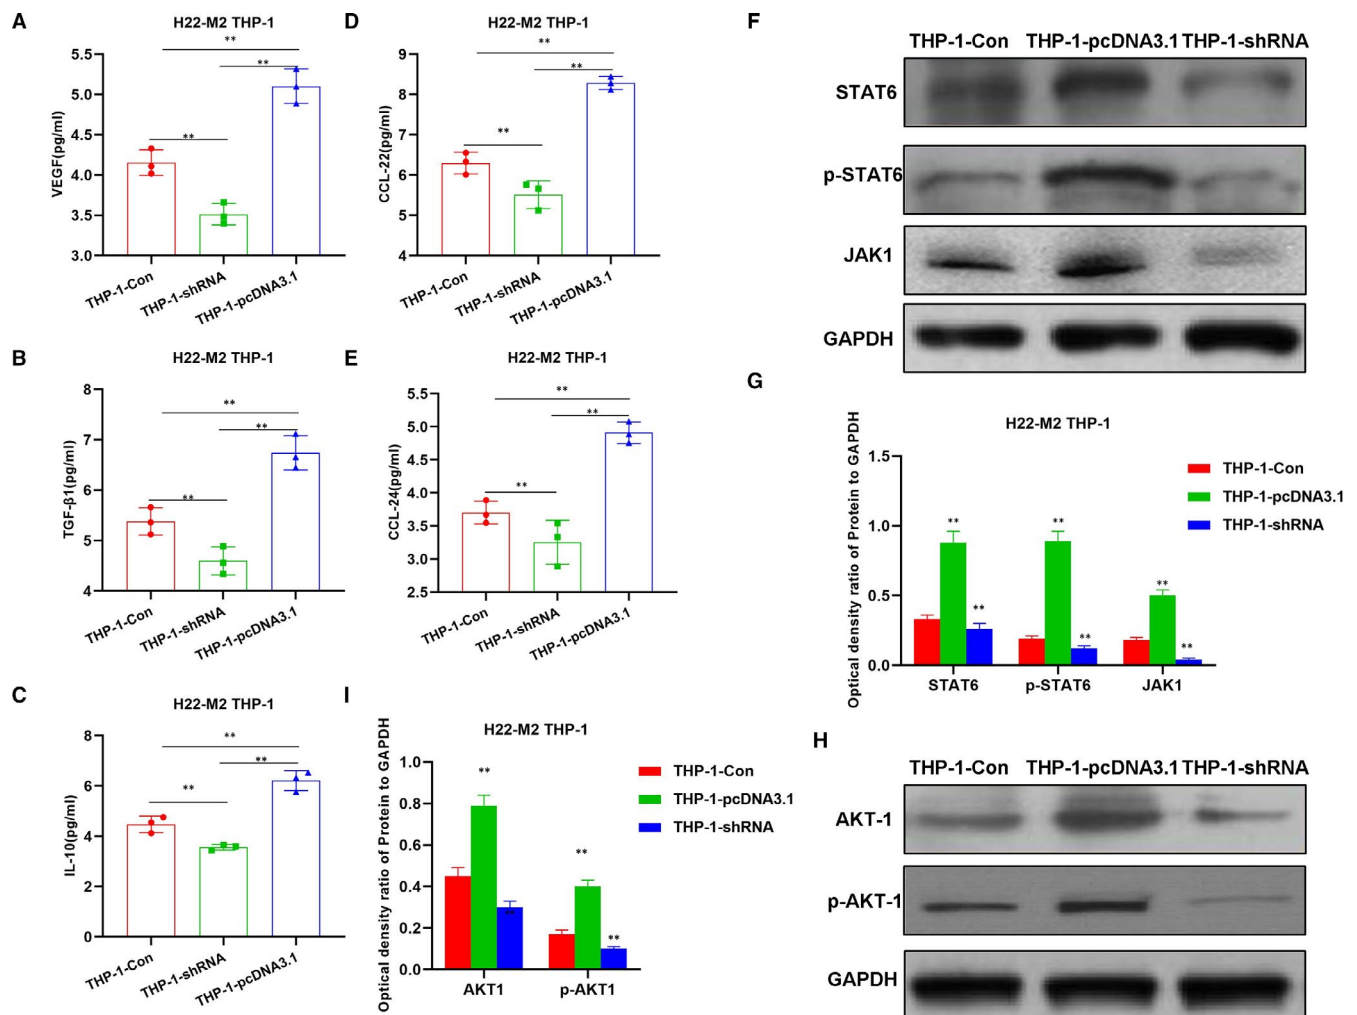 A
H22-M2 THP-1
**
**
**
VEGF(pg/ml)
5.5
5.0
4.5
4.0
3.5
3.0
THP-1-Con
THP-1-shRNA
THP-1-pcDNA3.1
B
H22-M2 THP-1
**
**
**
TGF-β1(pg/ml)
8
7
6
5
4
THP-1-Con
THP-1-shRNA
THP-1-pcDNA3.1
C
H22-M2 THP-1
**
**
**
IL-10(pg/ml)
8
6
4
2
0
THP-1-Con
THP-1-shRNA
THP-1-pcDNA3.1
D
H22-M2 THP-1
**
**
**
CCL-22(pg/ml)
9
8
7
6
5
4
THP-1-Con
THP-1-shRNA
THP-1-pcDNA3.1
E
H22-M2 THP-1
**
**
**
CCL-24(pg/ml)
5.5
5.0
4.5
4.0
3.5
3.0
2.5
THP-1-Con
THP-1-shRNA
THP-1-pcDNA3.1
F
THP-1-Con THP-1-pcDNA3.1 THP-1-shRNA
STAT6
p-STAT6
JAK1
GAPDH
G
H22-M2 THP-1
Optical density ratio of Protein to GAPDH
1.5
1.0
0.5
0.0
** ** ** ** ** **
STAT6 p-STAT6 JAK1
THP-1-Con
THP-1-pcDNA3.1
THP-1-shRNA
H
THP-1-Con THP-1-pcDNA3.1 THP-1-shRNA
AKT-1
p-AKT-1
GAPDH
I
H22-M2 THP-1
Optical density ratio of Protein to GAPDH
1.0
0.8
0.6
0.4
0.2
0.0
** ** ** **
AKT1 p-AKT1
THP-1-Con
THP-1-pcDNA3.1
THP-1-shRNA